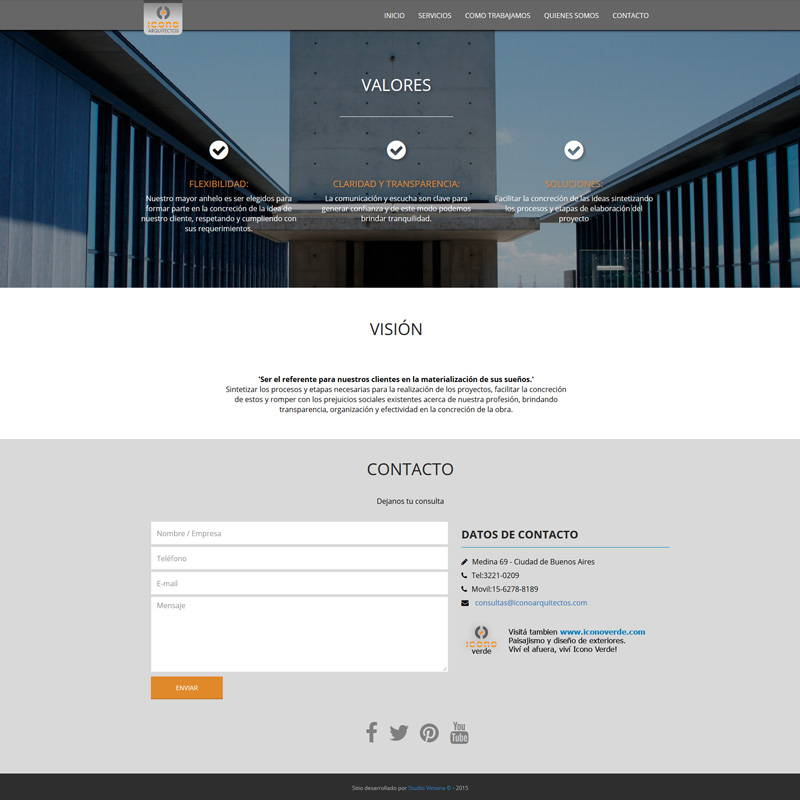 ICONO
ARQUITECTOS
INICIO
SERVICIOS
COMO TRABAJAMOS
QUIENES SOMOS
CONTACTO
VALORES
FLEXIBILIDAD:
Nuestro mayor anhelo es ser elegidos para
formar parte en la concreción de la idea de
nuestro cliente, respetando y cumpliendo con
sus requerimientos.
CLARIDAD Y TRANSPARENCIA:
La comunicación y escucha son clave para
generar confianza y de este modo podemos
brindar tranquilidad.
SOLUCIONES:
Facilitar la concreción de las ideas sintetizando
los procesos y etapas de elaboración del
proyecto
VISIÓN
'Ser el referente para nuestros clientes en la materialización de sus sueños.'
Sintetizar los procesos y etapas necesarias para la realización de los proyectos, facilitar la concreción
de estos y romper con los prejuicios sociales existentes acerca de nuestra profesión, brindando
transparencia, organización y efectividad en la concreción de la obra.
CONTACTO
Dejanos tu consulta
Nombre / Empresa
Teléfono
E-mail
Mensaje
ENVIAR
DATOS DE CONTACTO
Medina 69 - Ciudad de Buenos Aires
Tel:3221-0209
Movil:15-6278-8189
consultas@iconoarquitectos.com
icono
verde
Visitá tambien www.iconoverde.com
Paisajismo y diseño de exteriores.
Viví el afuera, viví Icono Verde!
You
Tube
Sitio desarrollado por Studio Vimana © - 2015